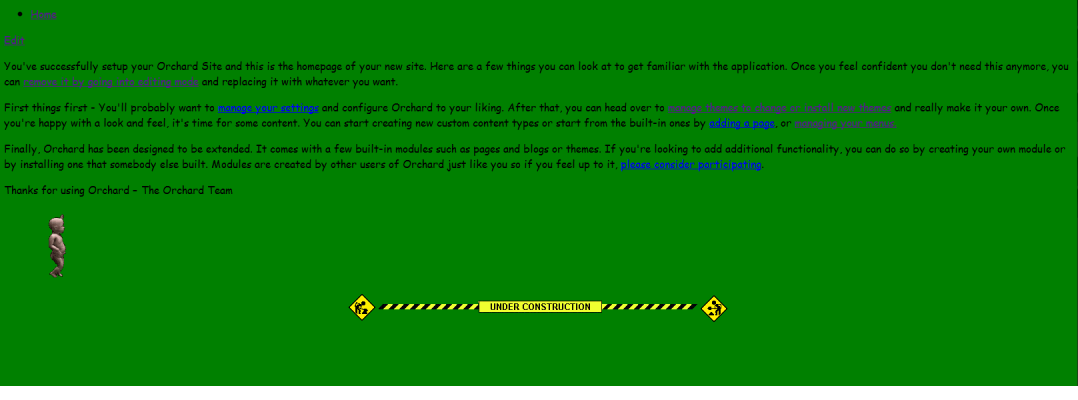 Home
Edit
You've successfully setup your Orchard Site and this is the homepage of your new site. Here are a few things you can look at to get familiar with the application. Once you feel confident you don't need this anymore, you
can remove it by going into editing mode and replacing it with whatever you want.
First things first - You'll probably want to manage your settings and configure Orchard to your liking. After that, you can head over to manage themes to change or install new themes and really make it your own. Once
you're happy with a look and feel, it's time for some content. You can start creating new custom content types or start from the built-in ones by adding a page, or managing your menus.
Finally, Orchard has been designed to be extended. It comes with a few built-in modules such as pages and blogs or themes. If you're looking to add additional functionality, you can do so by creating your own module or
by installing one that somebody else built. Modules are created by other users of Orchard just like you so if you feel up to it, please consider participating.
Thanks for using Orchard – The Orchard Team
UNDER CONSTRUCTION